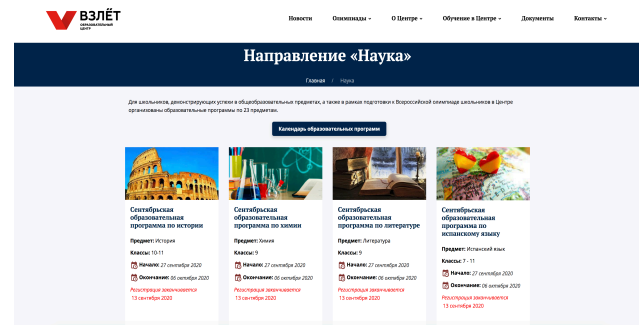 ВЗЛЁТ
ОБРАЗОВАТЕЛЬНЫЙ
ЦЕНТР
Новости Олимпиады О Центре Обучение в Центре Документы Контакты
Направление «Наука»
Главная / Наука
Для школьников, демонстрирующих успехи в общеобразовательных предметах, а также в рамках подготовки к Всероссийской олимпиаде школьников в Центре
организованы образовательные программы по 23 предметам.
Календарь образовательных программ
Сентябрьская
образовательная
программа по истории
Предмет: История
Классы: 10-11
Начало: 27 сентября 2020
Окончание: 06 октября 2020
Регистрация заканчивается
13 сентября 2020
Сентябрьская
образовательная
программа по химии
Предмет: Химия
Классы: 9
Начало: 27 сентября 2020
Окончание: 06 октября 2020
Регистрация заканчивается
13 сентября 2020
Сентябрьская
образовательная
программа по литературе
Предмет: Литература
Классы: 9
Начало: 27 сентября 2020
Окончание: 06 октября 2020
Регистрация заканчивается
13 сентября 2020
Сентябрьская
образовательная
программа по
испанскому языку
Предмет: Испанский язык
Классы: 7 - 11
Начало: 27 сентября 2020
Окончание: 06 октября 2020
Регистрация заканчивается
13 сентября 2020